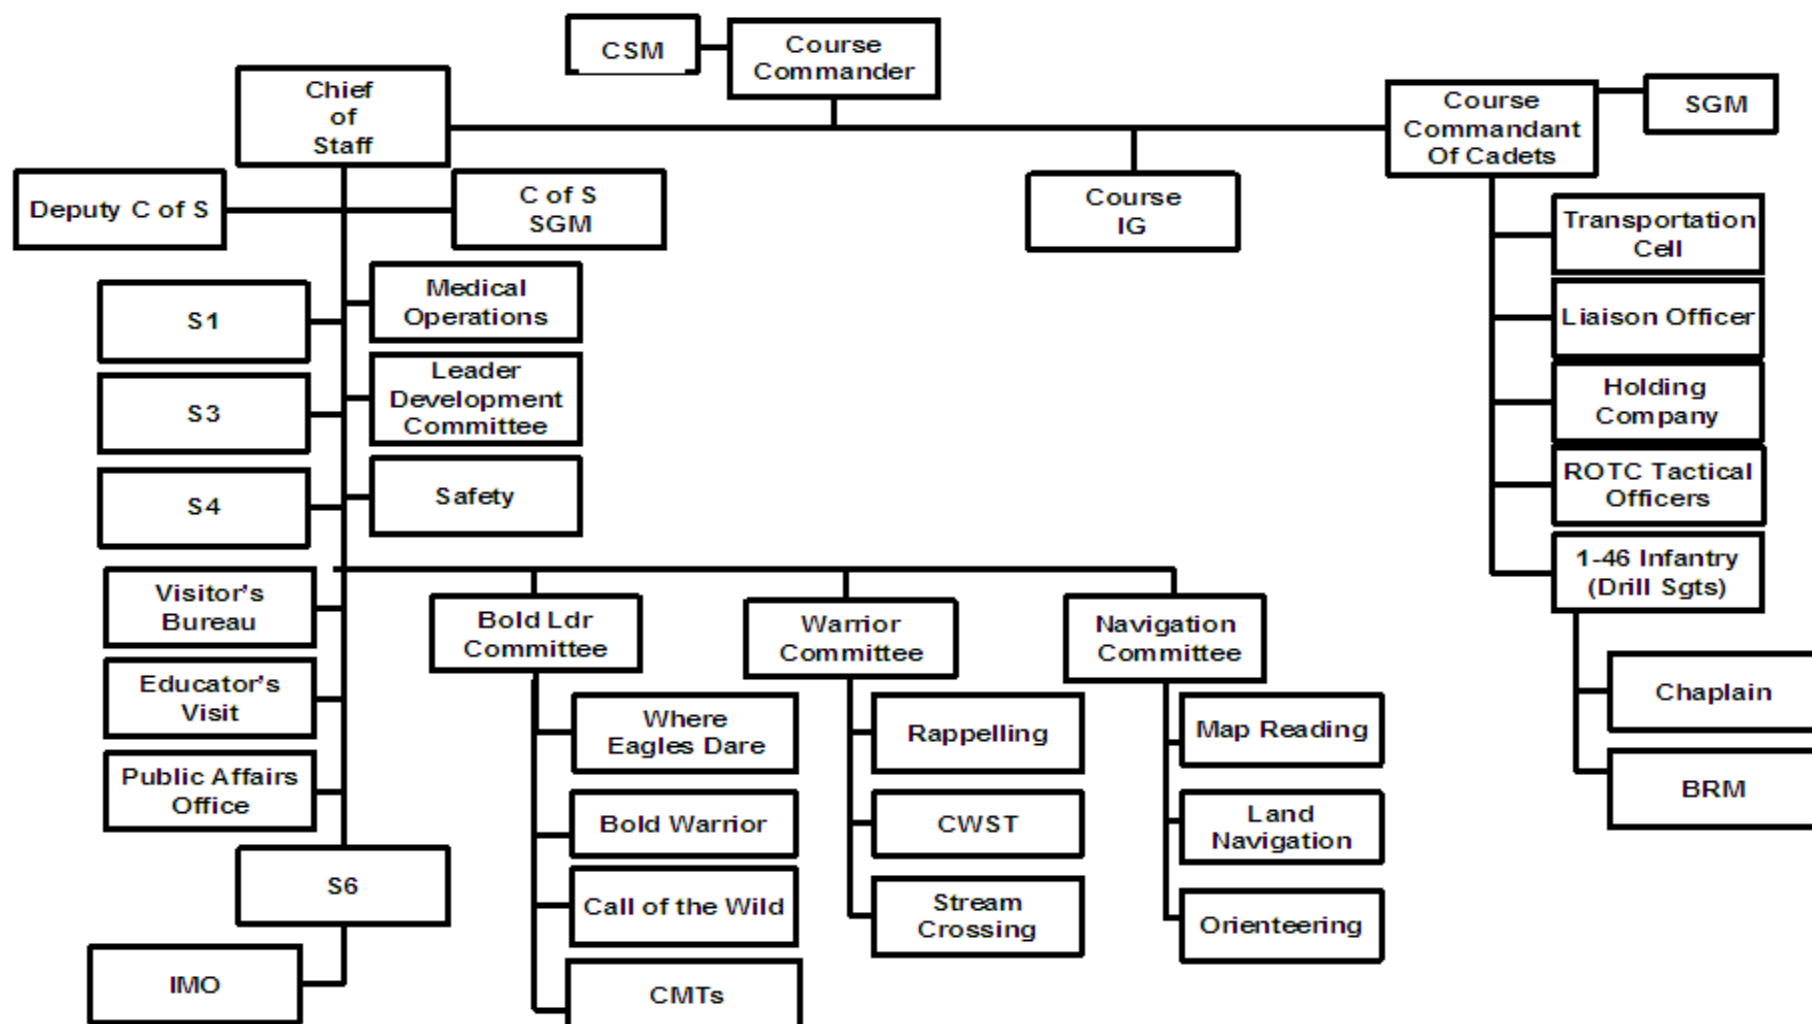 CSM
Course
Commander
Chief
of
Staff
Course
Commandant
Of Cadets
SGM
Deputy C of S
C of S
SGM
Course
IG
Transportation
Cell
Liaison Officer
Holding
Company
ROTC Tactical
Officers
1-46 Infantry
(Drill Sgts)
Chaplain
BRM
S1
Medical
Operations
S3
Leader
Development
Committee
S4
Safety
Visitor's
Bureau
Educator's
Visit
Public Affairs
Office
S6
IMO
Bold Ldr
Committee
Where
Eagles Dare
Bold Warrior
Call of the Wild
CMTs
Warrior
Committee
Rappelling
CWST
Stream
Crossing
Navigation
Committee
Map Reading
Land
Navigation
Orienteering